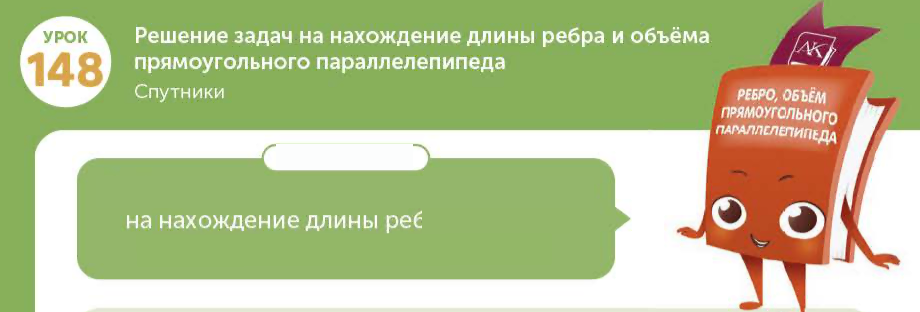 УРОК
148
Решение задач на нахождение длины ребра и объёма
прямоугольного параллелепипеда
Спутники
РЕБРО, ОБЪЁМ
ПРЯМОУГОЛЬНОГО
ПАРАЛЛЕЛЕПИПЕДА
на нахождение длины